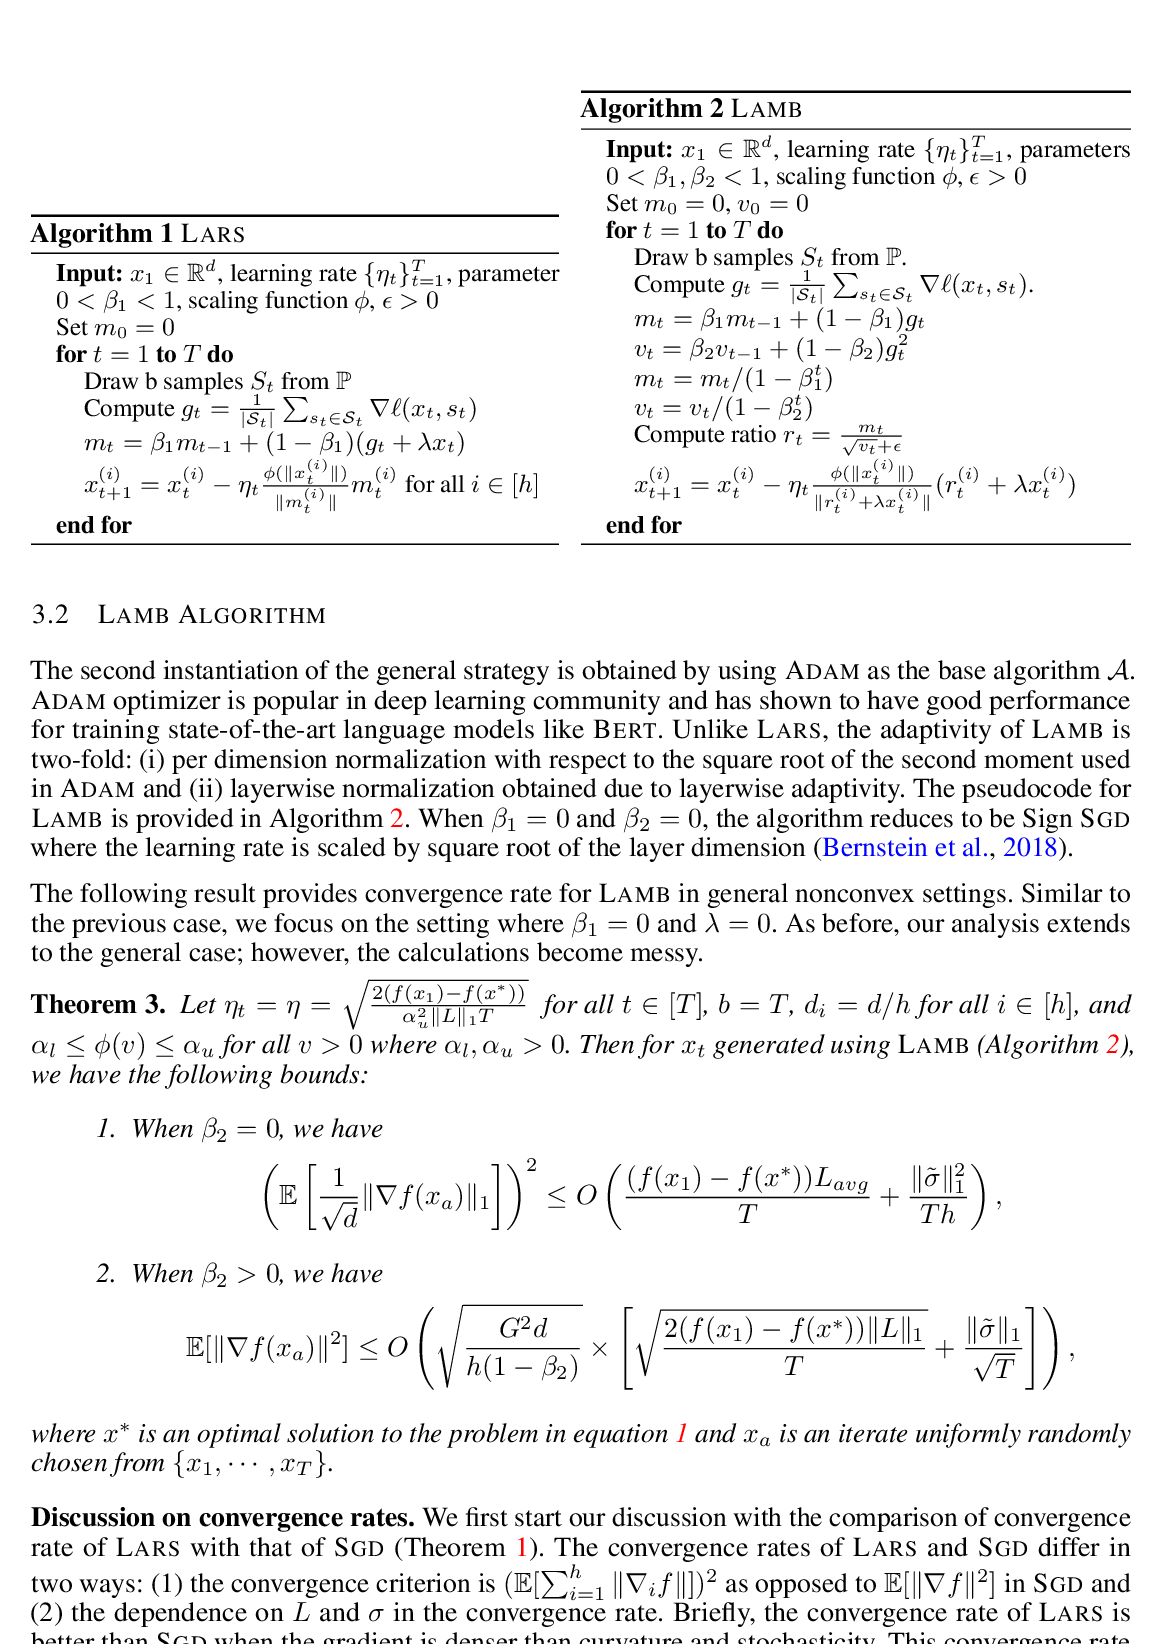 Algorithm 1 LARS
Input: $x_1 \in \mathbb{R}^d$, learning rate $\{\eta_t\}_{t=1}^T$, parameter
$0 < \beta_1 < 1$, scaling function $\phi$, $\epsilon > 0$
Set $m_0 = 0$
for $t = 1$ to $T$ do
Draw b samples $S_t$ from $\mathbb{P}$
Compute $g_t = \frac{1}{|\mathcal{S}_t|} \sum_{s_t \in \mathcal{S}_t} \nabla \ell(x_t, s_t)$
$m_t = \beta_1 m_{t-1} + (1 - \beta_1)(g_t + \lambda x_t)$
$x_{t+1}^{(i)} = x_t^{(i)} - \eta_t \frac{\phi(\|x_t^{(i)}\|)}{\|m_t^{(i)}\|} m_t^{(i)}$ for all $i \in [h]$
end for
Algorithm 2 LAMB
Input: $x_1 \in \mathbb{R}^d$, learning rate $\{\eta_t\}_{t=1}^T$, parameters
$0 < \beta_1, \beta_2 < 1$, scaling function $\phi$, $\epsilon > 0$
Set $m_0 = 0$, $v_0 = 0$
for $t = 1$ to $T$ do
Draw b samples $S_t$ from $\mathbb{P}$.
Compute $g_t = \frac{1}{|\mathcal{S}_t|} \sum_{s_t \in \mathcal{S}_t} \nabla \ell(x_t, s_t)$.
$m_t = \beta_1 m_{t-1} + (1 - \beta_1) g_t$
$v_t = \beta_2 v_{t-1} + (1 - \beta_2) g_t^2$
$m_t = m_t / (1 - \beta_1^t)$
$v_t = v_t / (1 - \beta_2^t)$
Compute ratio $r_t = \frac{m_t}{\sqrt{v_t} + \epsilon}$
$x_{t+1}^{(i)} = x_t^{(i)} - \eta_t \frac{\phi(\|x_t^{(i)}\|)}{\|r_t^{(i)} + \lambda x_t^{(i)}\|} (r_t^{(i)} + \lambda x_t^{(i)})$
end for
3.2 LAMB ALGORITHM
The second instantiation of the general strategy is obtained by using ADAM as the base algorithm $\mathcal{A}$.
ADAM optimizer is popular in deep learning community and has shown to have good performance
for training state-of-the-art language models like BERT. Unlike LARS, the adaptivity of LAMB is
two-fold: (i) per dimension normalization with respect to the square root of the second moment used
in ADAM and (ii) layerwise normalization obtained due to layerwise adaptivity. The pseudocode for
LAMB is provided in Algorithm 2. When $\beta_1 = 0$ and $\beta_2 = 0$, the algorithm reduces to be Sign SGD
where the learning rate is scaled by square root of the layer dimension (Bernstein et al., 2018).
The following result provides convergence rate for LAMB in general nonconvex settings. Similar to
the previous case, we focus on the setting where $\beta_1 = 0$ and $\lambda = 0$. As before, our analysis extends
to the general case; however, the calculations become messy.
Theorem 3. Let $\eta_t = \eta = \sqrt{\frac{2(f(x_1) - f(x^*))}{\alpha_u^2 \|L\|_1 T}}$ for all $t \in [T]$, $b = T$, $d_i = d/h$ for all $i \in [h]$, and
$\alpha_l \leq \phi(v) \leq \alpha_u$ for all $v > 0$ where $\alpha_l, \alpha_u > 0$. Then for $x_t$ generated using LAMB (Algorithm 2),
we have the following bounds:
1. When $\beta_2 = 0$, we have
$\left( \mathbb{E} \left[ \frac{1}{\sqrt{d}} \|\nabla f(x_a)\|_1 \right] \right)^2 \leq O \left( \frac{(f(x_1) - f(x^*)) L_{avg}}{T} + \frac{\|\tilde{\sigma}\|_1^2}{Th} \right),$
2. When $\beta_2 > 0$, we have
$\mathbb{E}[\|\nabla f(x_a)\|^2] \leq O \left( \sqrt{\frac{G^2 d}{h(1 - \beta_2)}} \times \left[ \sqrt{\frac{2(f(x_1) - f(x^*)) \|L\|_1}{T}} + \frac{\|\tilde{\sigma}\|_1}{\sqrt{T}} \right] \right),$
where $x^*$ is an optimal solution to the problem in equation 1 and $x_a$ is an iterate uniformly randomly
chosen from $\{x_1, \cdots, x_T\}$.
Discussion on convergence rates. We first start our discussion with the comparison of convergence
rate of LARS with that of SGD (Theorem 1). The convergence rates of LARS and SGD differ in
two ways: (1) the convergence criterion is $(\mathbb{E}[\sum_{i=1}^h \|\nabla_i f\|])^2$ as opposed to $\mathbb{E}[\|\nabla f\|^2]$ in SGD and
(2) the dependence on $L$ and $\sigma$ in the convergence rate. Briefly, the convergence rate of LARS is
better than SGD when the gradient is denser than curvature and stochasticity. This convergence rate